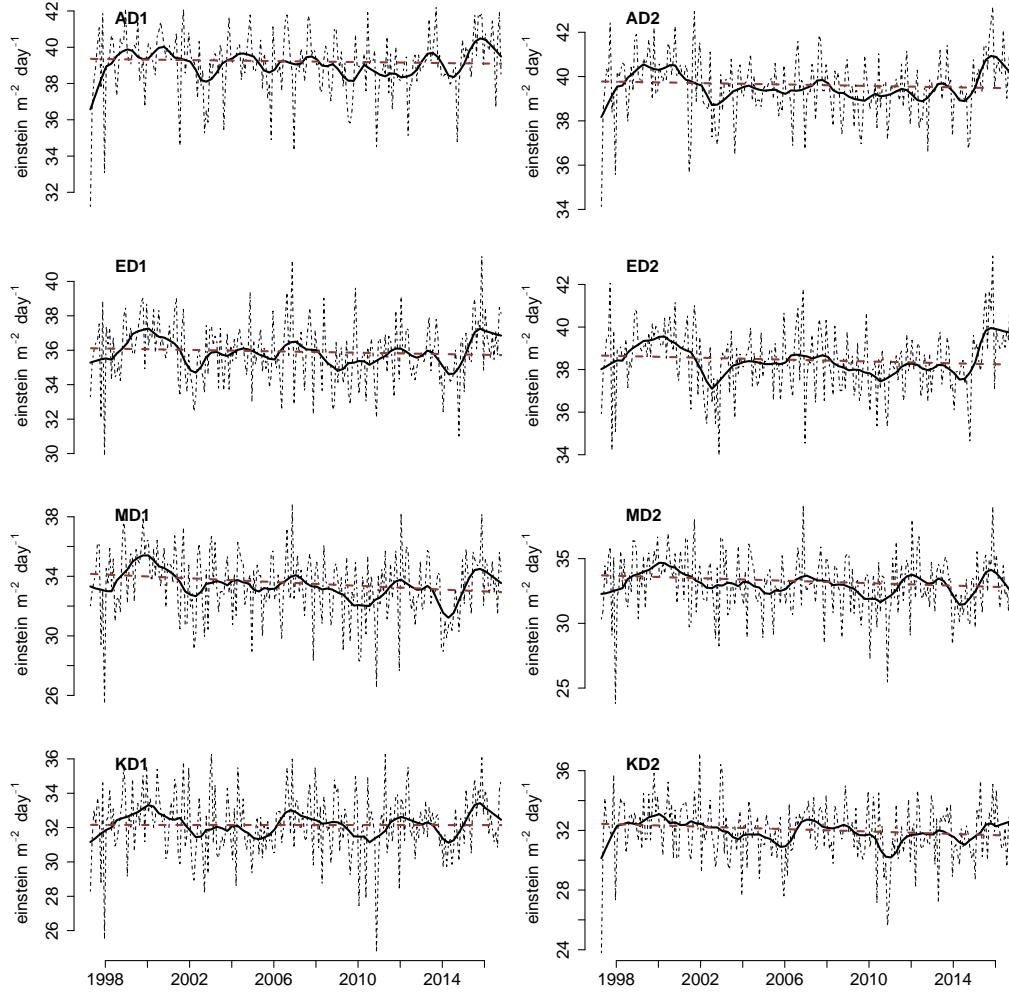 AD1
einstein m⁻² day⁻¹
32 34 36 38 40 42
AD2
einstein m⁻² day⁻¹
34 36 38 40 42
ED1
einstein m⁻² day⁻¹
30 32 34 36 38 40
ED2
einstein m⁻² day⁻¹
34 36 38 40 42
MD1
einstein m⁻² day⁻¹
26 30 34 38
MD2
einstein m⁻² day⁻¹
25 30 35
KD1
einstein m⁻² day⁻¹
26 28 30 32 34 36
1998 2002 2006 2010 2014
KD2
einstein m⁻² day⁻¹
24 28 32 36
1998 2002 2006 2010 2014